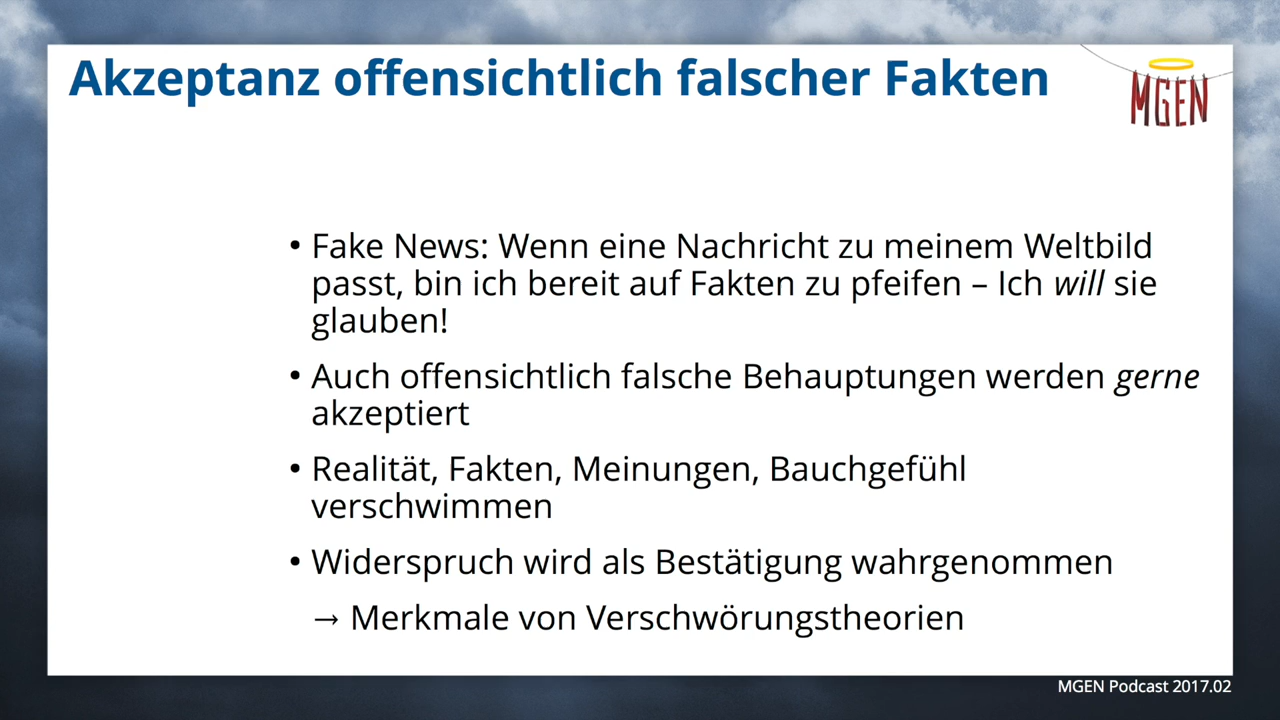 Akzeptanz offensichtlich falscher Fakten
MGEN
• Fake News: Wenn eine Nachricht zu meinem Weltbild
passt, bin ich bereit auf Fakten zu pfeifen – Ich will sie
glauben!
• Auch offensichtlich falsche Behauptungen werden gerne
akzeptiert
• Realität, Fakten, Meinungen, Bauchgefühl
verschwimmen
• Widerspruch wird als Bestätigung wahrgenommen
→ Merkmale von Verschwörungstheorien
MGEN Podcast 2017.02